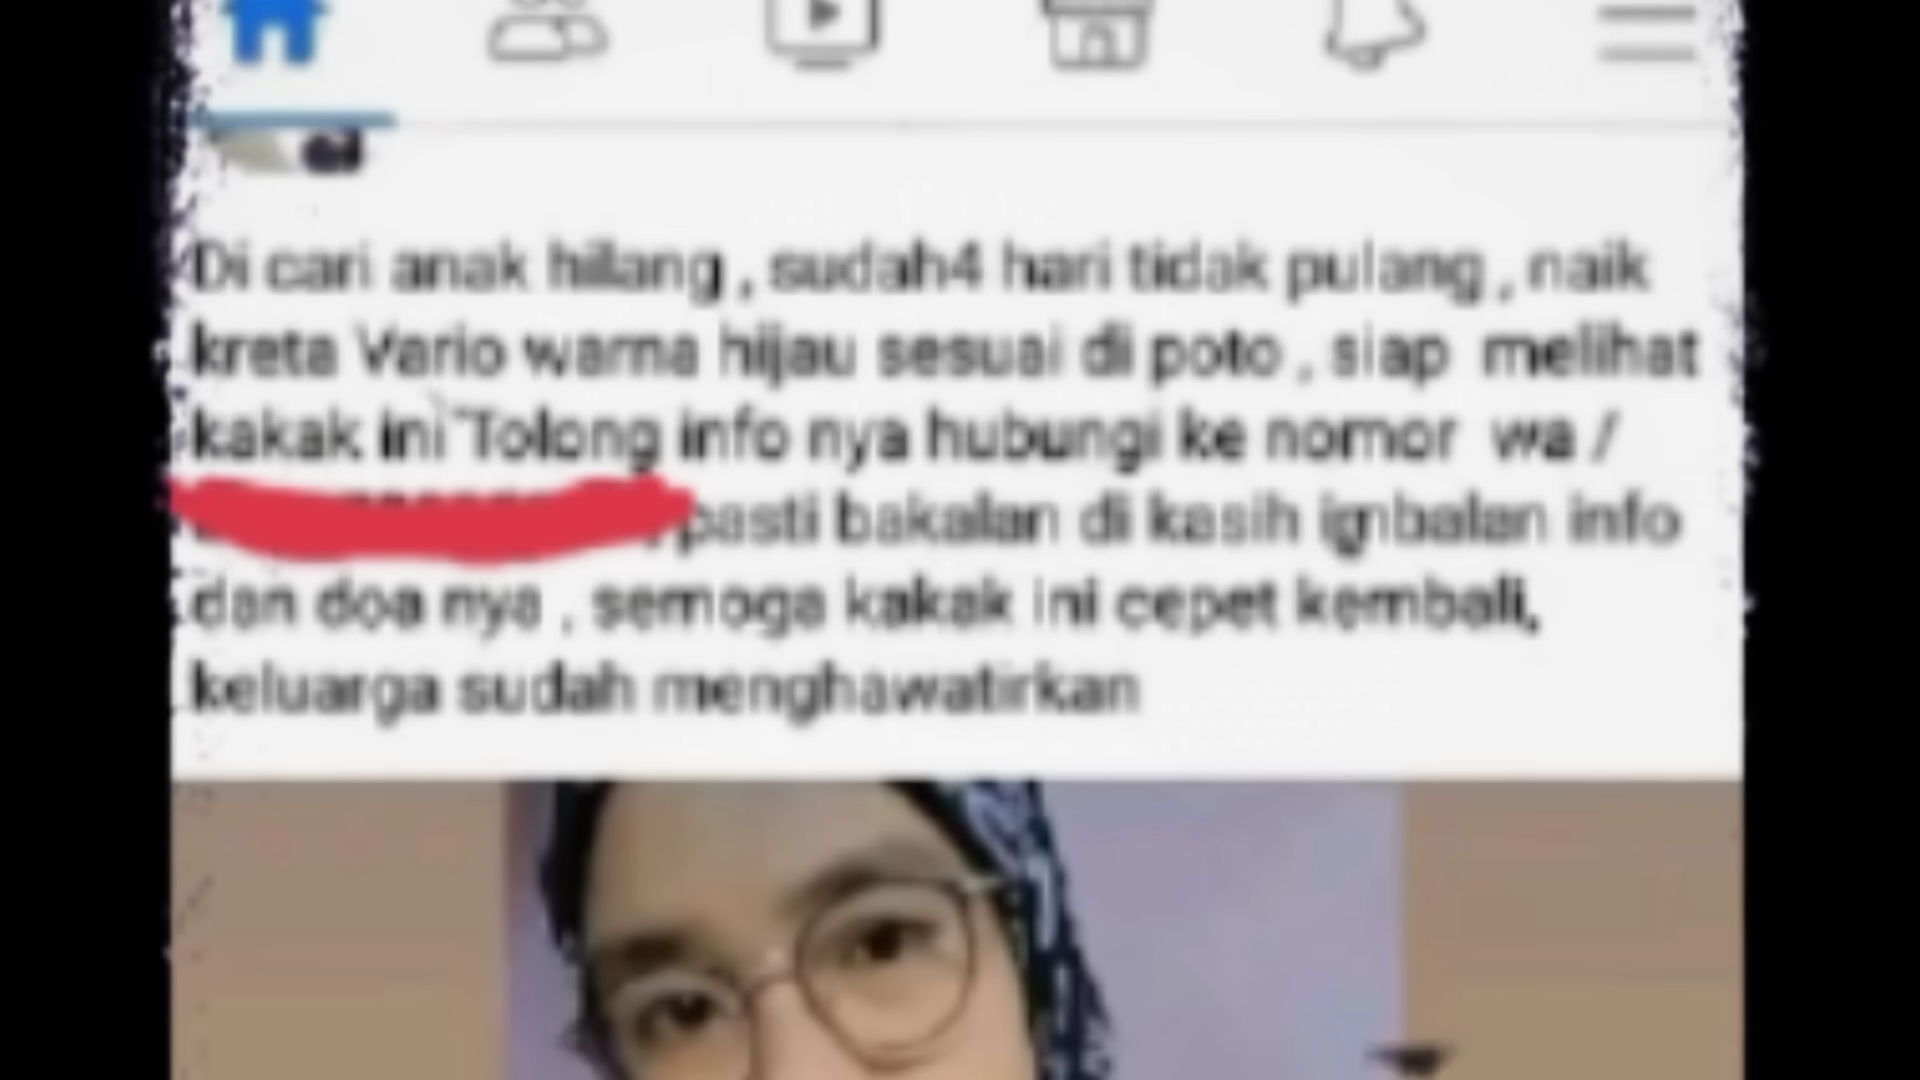 Di cari anak hilang , sudah4 hari tidak pulang , naik
kreta Vario warna hijau sesuai di poto , siap melihat
kakak ini Tolong info nya hubungi ke nomor wa /
, pasti bakalan di kasih ignbalan info
dan doa nya , semoga kakak ini cepet kembali,
keluarga sudah menghawatirkan